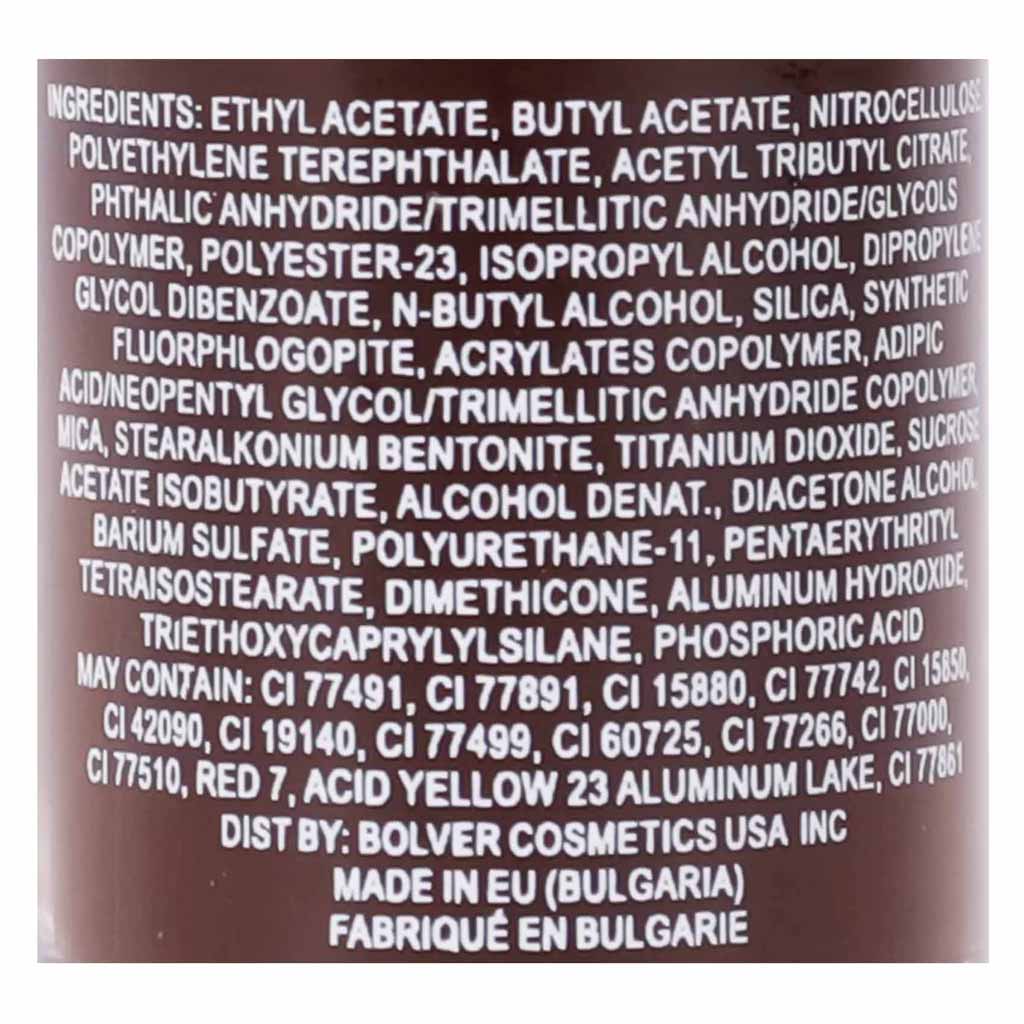 INGREDIENTS: ETHYL ACETATE, BUTYL ACETATE, NITROCELLULOSE,
POLYETHYLENE TEREPHTHALATE, ACETYL TRIBUTYL CITRATE,
PHTHALIC ANHYDRIDE/TRIMELLITIC ANHYDRIDE/GLYCOLS
COPOLYMER, POLYESTER-23, ISOPROPYL ALCOHOL, DIPROPYLENE
GLYCOL DIBENZOATE, N-BUTYL ALCOHOL, SILICA, SYNTHETIC
FLUORPHLOGOPITE, ACRYLATES COPOLYMER, ADIPIC
ACID/NEOPENTYL GLYCOL/TRIMELLITIC ANHYDRIDE COPOLYMER,
MICA, STEARALKONIUM BENTONITE, TITANIUM DIOXIDE, SUCROSE
ACETATE ISOBUTYRATE, ALCOHOL DENAT., DIACETONE ALCOHOL,
BARIUM SULFATE, POLYURETHANE-11, PENTAERYTHRITYL
TETRAISOSTEARATE, DIMETHICONE, ALUMINUM HYDROXIDE,
TRIETHOXYCAPRYLYLSILANE, PHOSPHORIC ACID
MAY CONTAIN: CI 77491, CI 77891, CI 15880, CI 77742, CI 15850,
CI 42090, CI 19140, CI 77499, CI 60725, CI 77266, CI 77000,
CI 77510, RED 7, ACID YELLOW 23 ALUMINUM LAKE, CI 77861
DIST BY: BOLVER COSMETICS USA INC
MADE IN EU (BULGARIA)
FABRIQUÉ EN BULGARIE